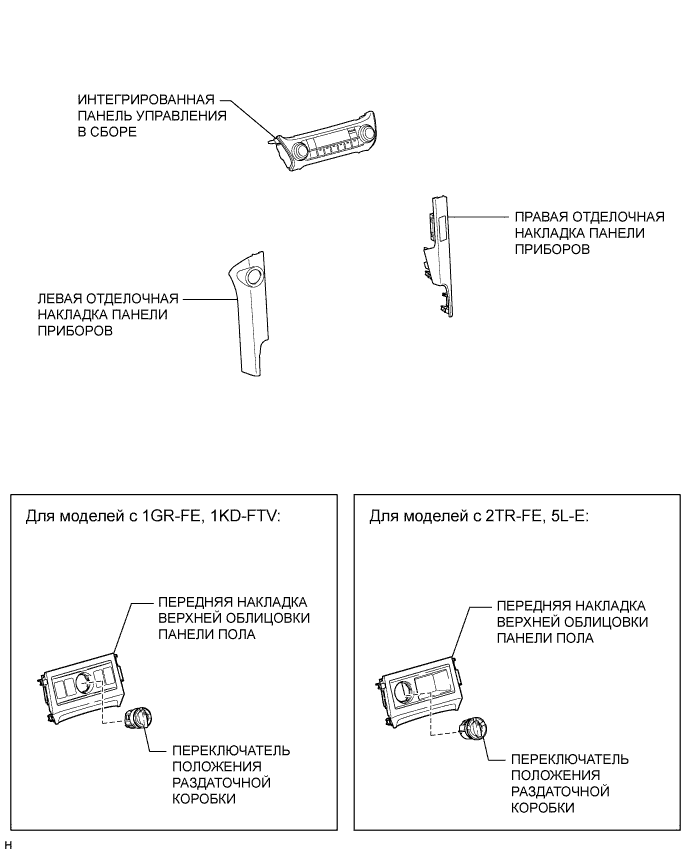 ИНТЕГРИРОВАННАЯ
ПАНЕЛЬ УПРАВЛЕНИЯ
В СБОРЕ
ПРАВАЯ ОТДЕЛОЧНАЯ
НАКЛАДКА ПАНЕЛИ
ПРИБОРОВ
ЛЕВАЯ ОТДЕЛОЧНАЯ
НАКЛАДКА ПАНЕЛИ
ПРИБОРОВ
Для моделей с 1GR-FE, 1KD-FTV:
ПЕРЕДНЯЯ НАКЛАДКА
ВЕРХНЕЙ ОБЛИЦОВКИ
ПАНЕЛИ ПОЛА
ПЕРЕКЛЮЧАТЕЛЬ
ПОЛОЖЕНИЯ
РАЗДАТОЧНОЙ
КОРОБКИ
Для моделей с 2TR-FE, 5L-E:
ПЕРЕДНЯЯ НАКЛАДКА
ВЕРХНЕЙ ОБЛИЦОВКИ
ПАНЕЛИ ПОЛА
ПЕРЕКЛЮЧАТЕЛЬ
ПОЛОЖЕНИЯ
РАЗДАТОЧНОЙ
КОРОБКИ
H